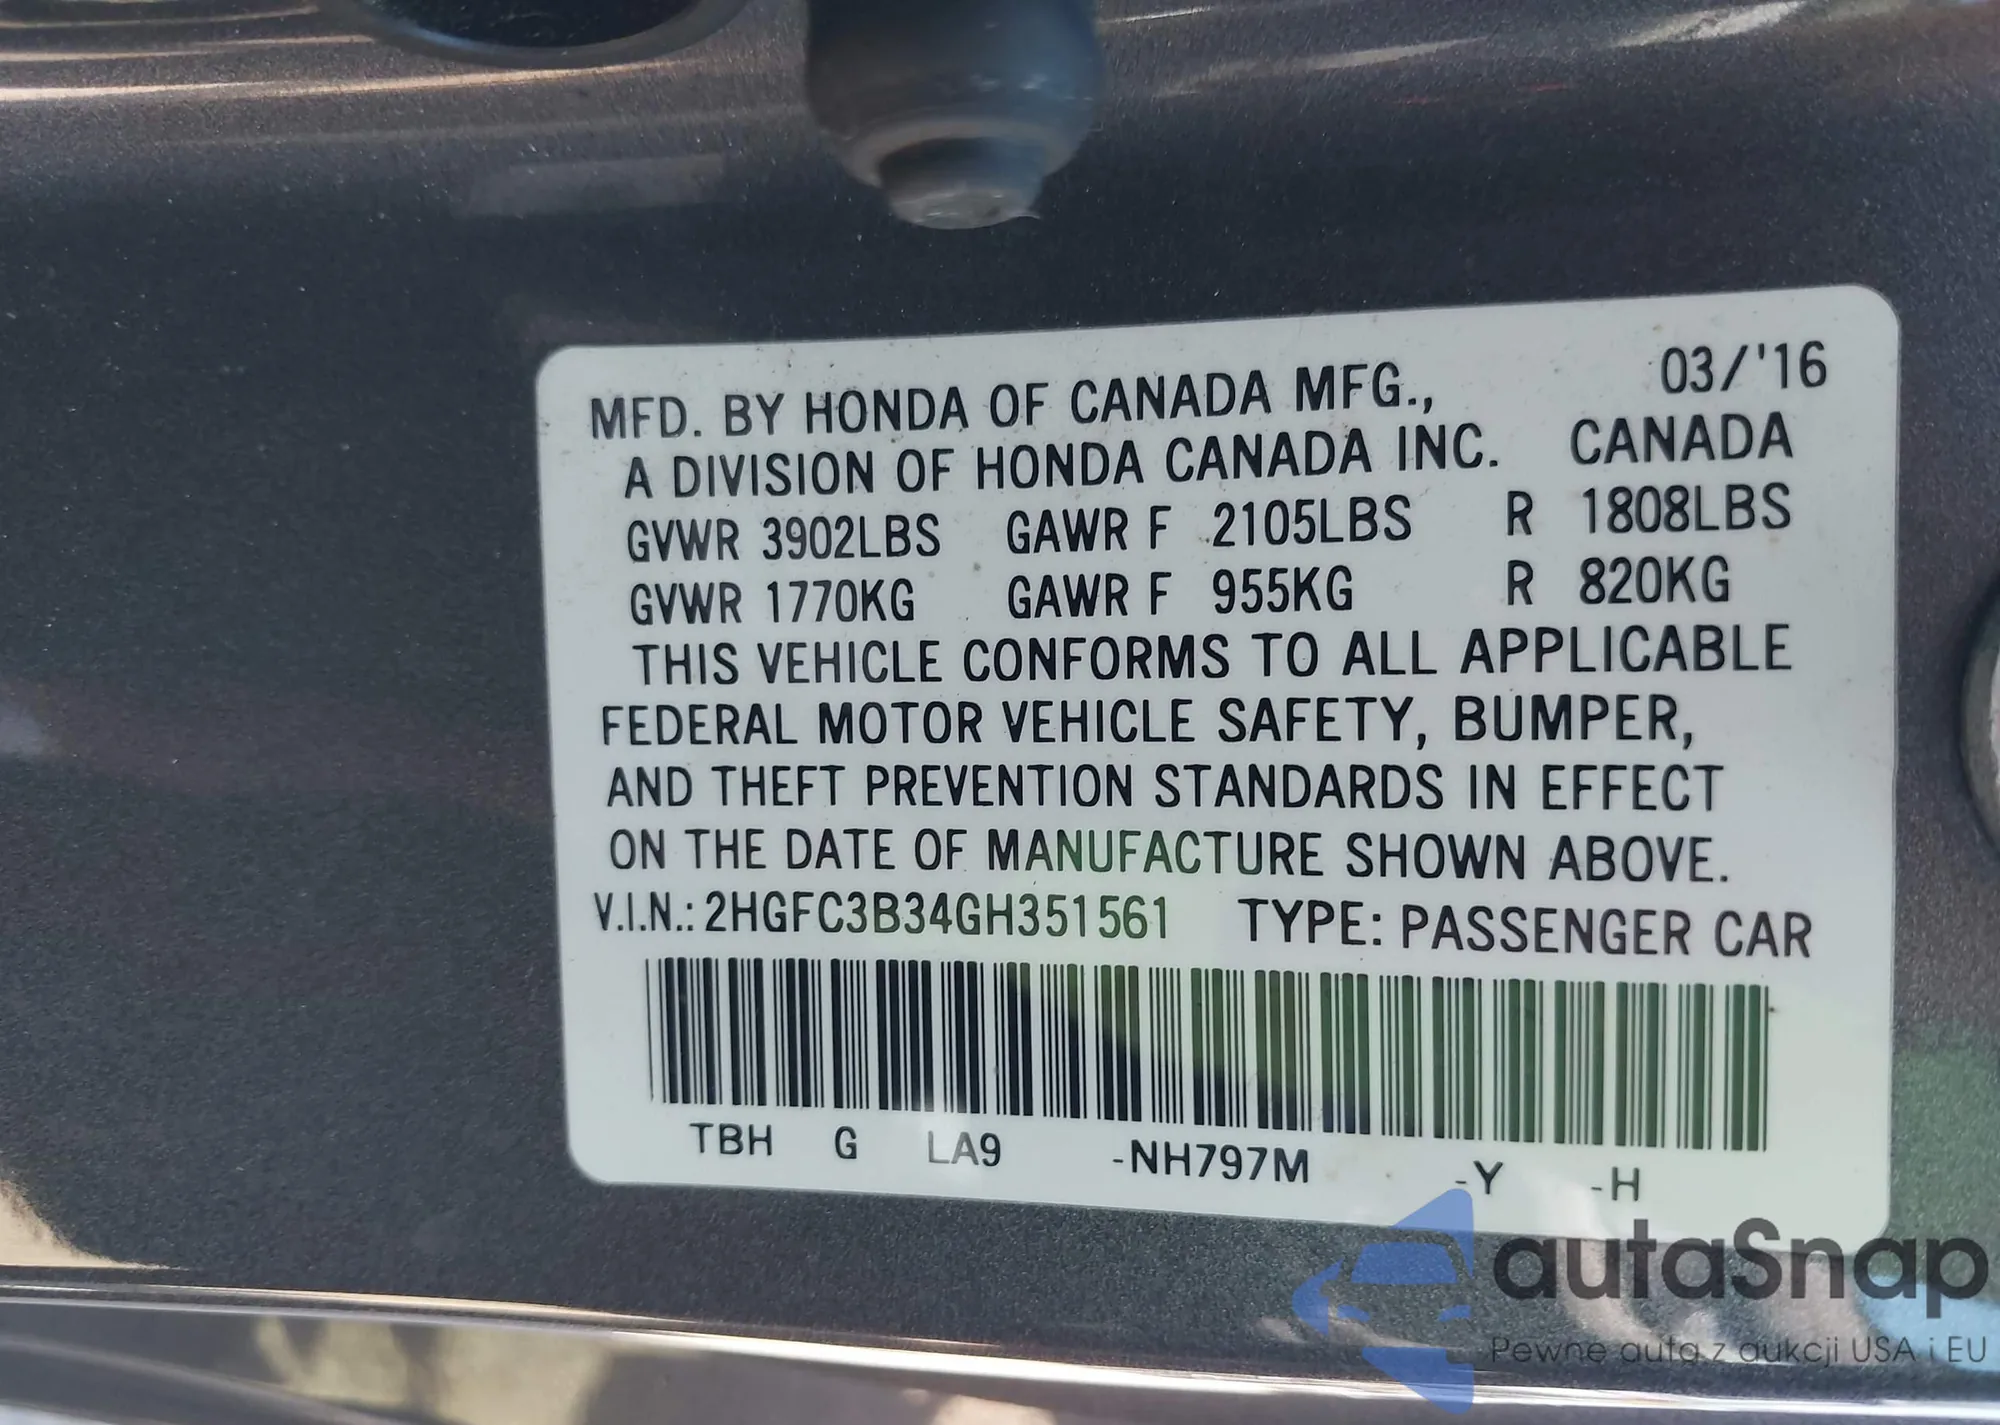 MFD. BY HONDA OF CANADA MFG., 03/'16
A DIVISION OF HONDA CANADA INC. CANADA
GVWR 3902LBS GAWR F 2105LBS R 1808LBS
GVWR 1770KG GAWR F 955KG R 820KG
THIS VEHICLE CONFORMS TO ALL APPLICABLE
FEDERAL MOTOR VEHICLE SAFETY, BUMPER,
AND THEFT PREVENTION STANDARDS IN EFFECT
ON THE DATE OF MANUFACTURE SHOWN ABOVE.
V.I.N.: 2HGFC3B34GH351561 TYPE: PASSENGER CAR
TBH G LA9 -NH797M -Y -H
autaSnap
Pewne auta z aukcji USA i EU